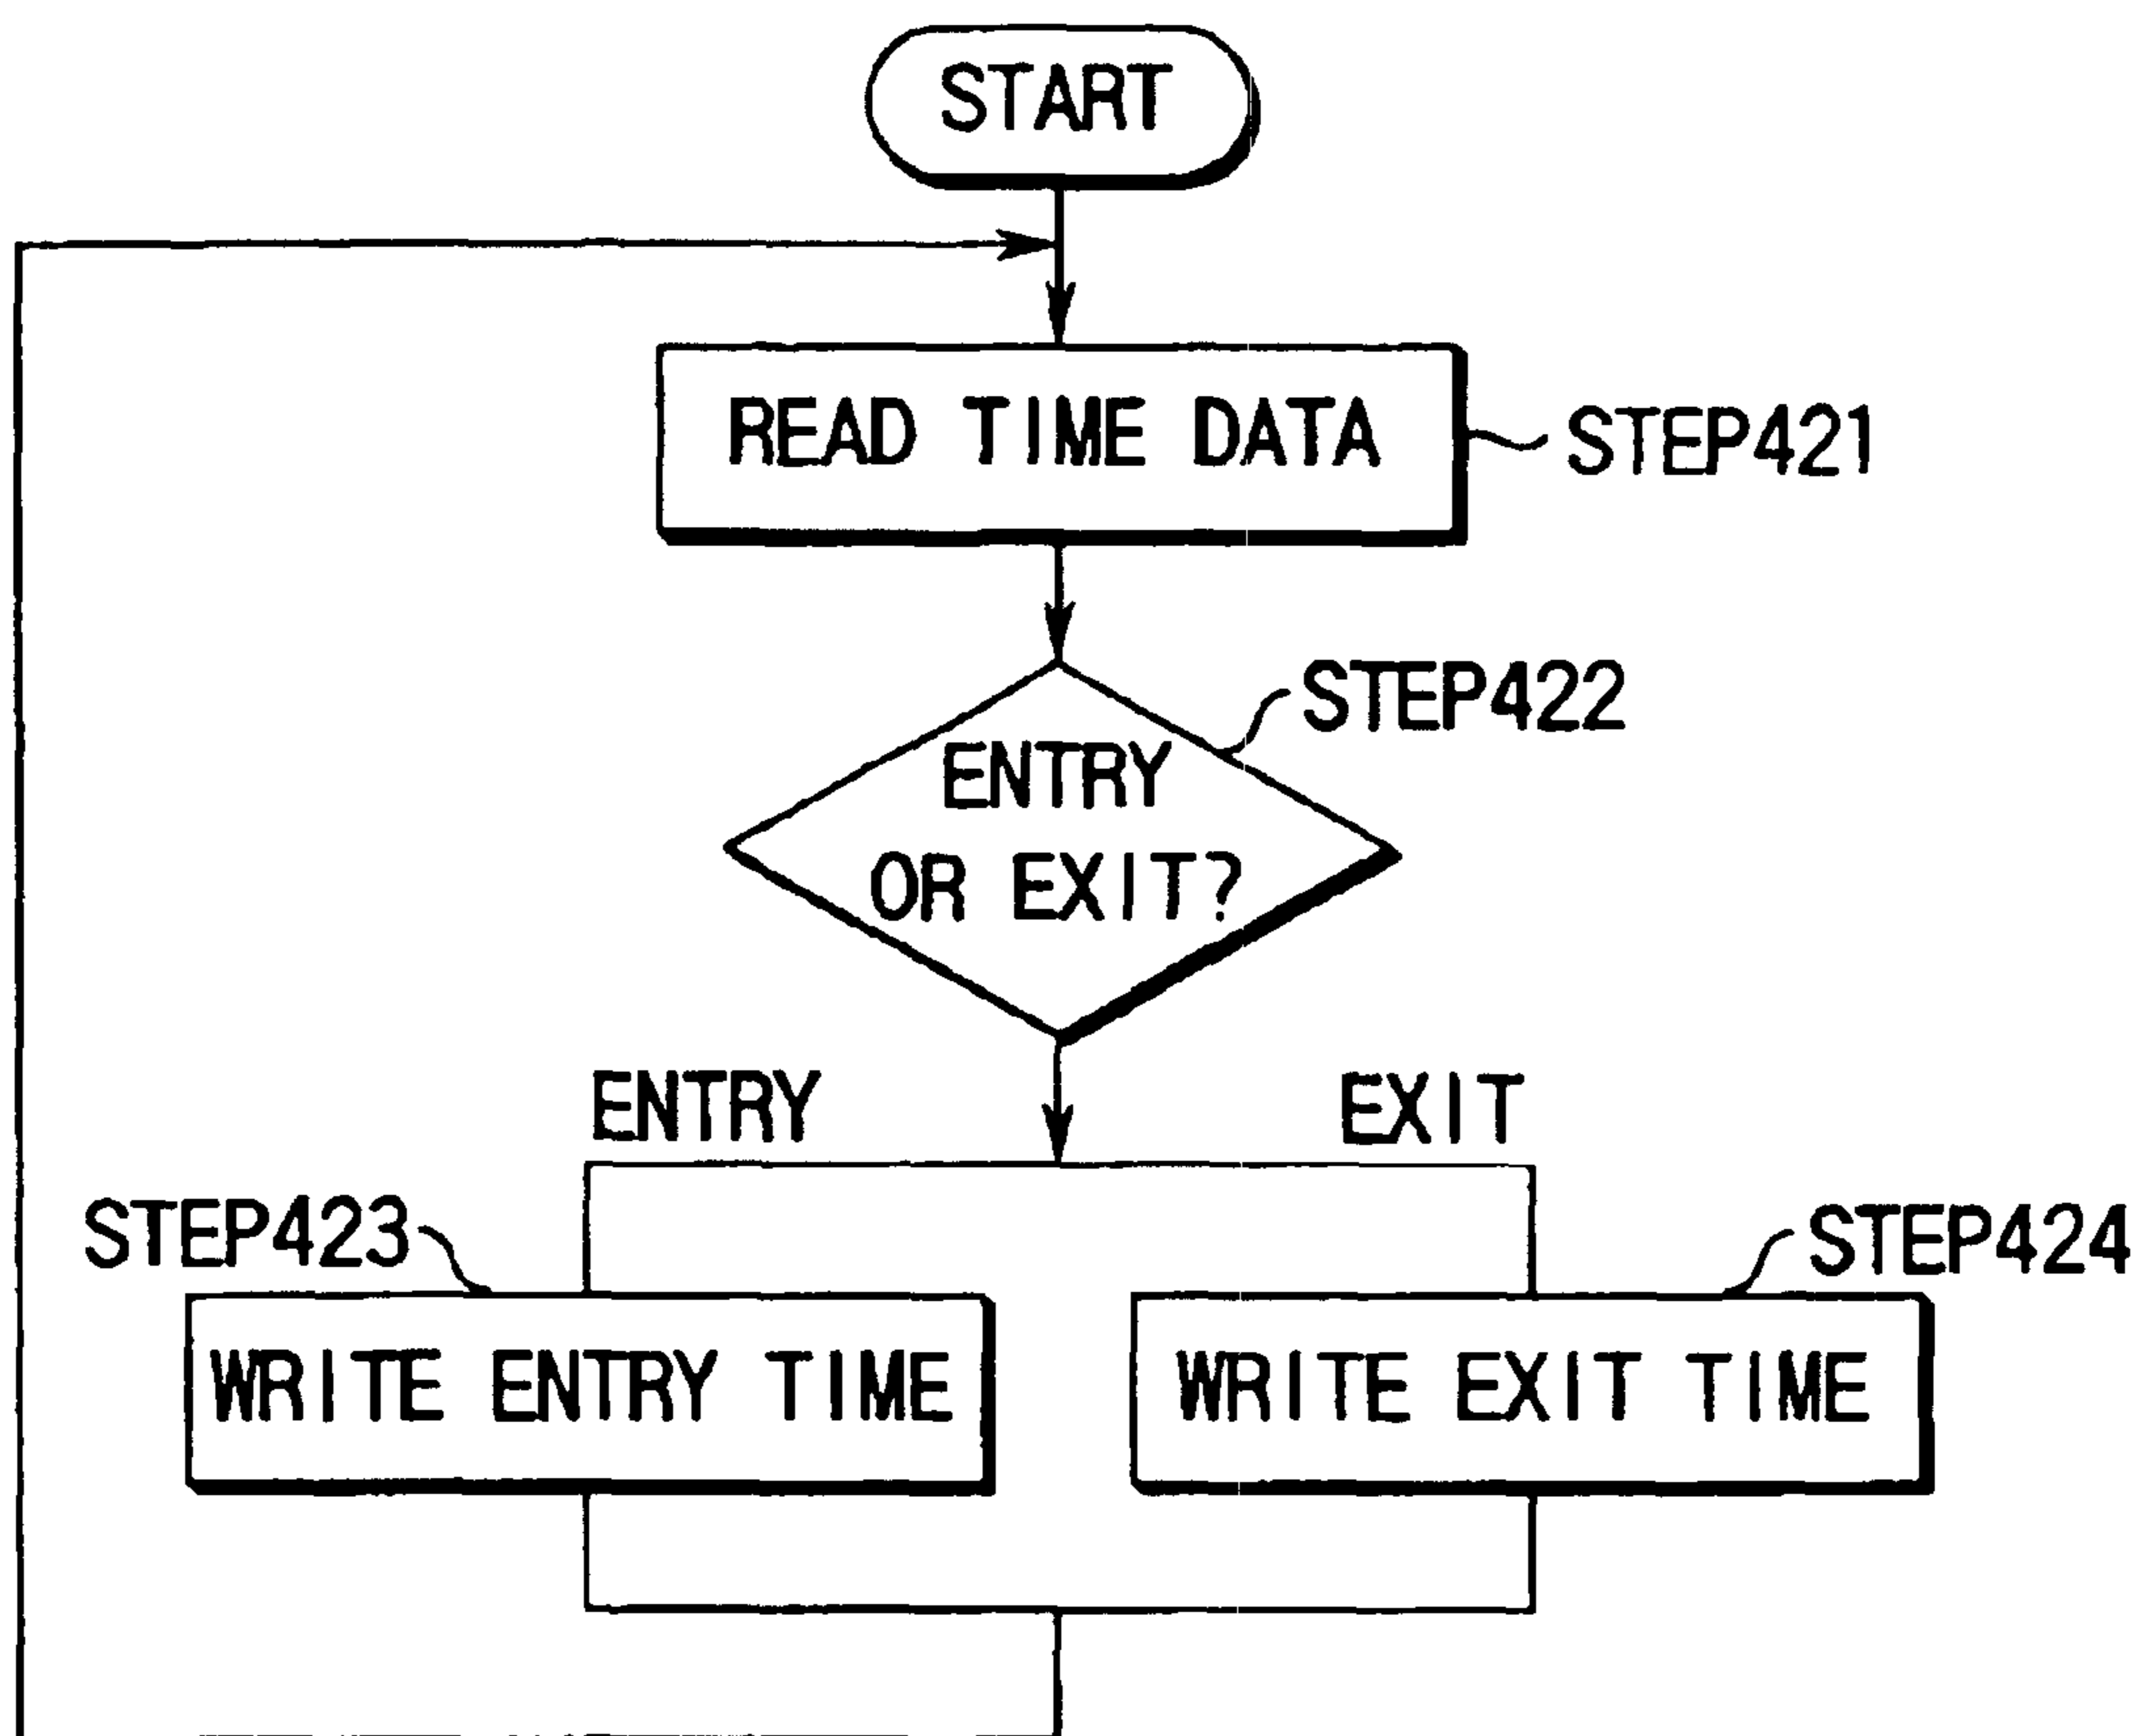 START
READ TIME DATA
STEP421
STEP422
ENTRY
OR EXIT?
ENTRY
EXIT
STEP423
STEP424
WRITE ENTRY TIME
WRITE EXIT TIME